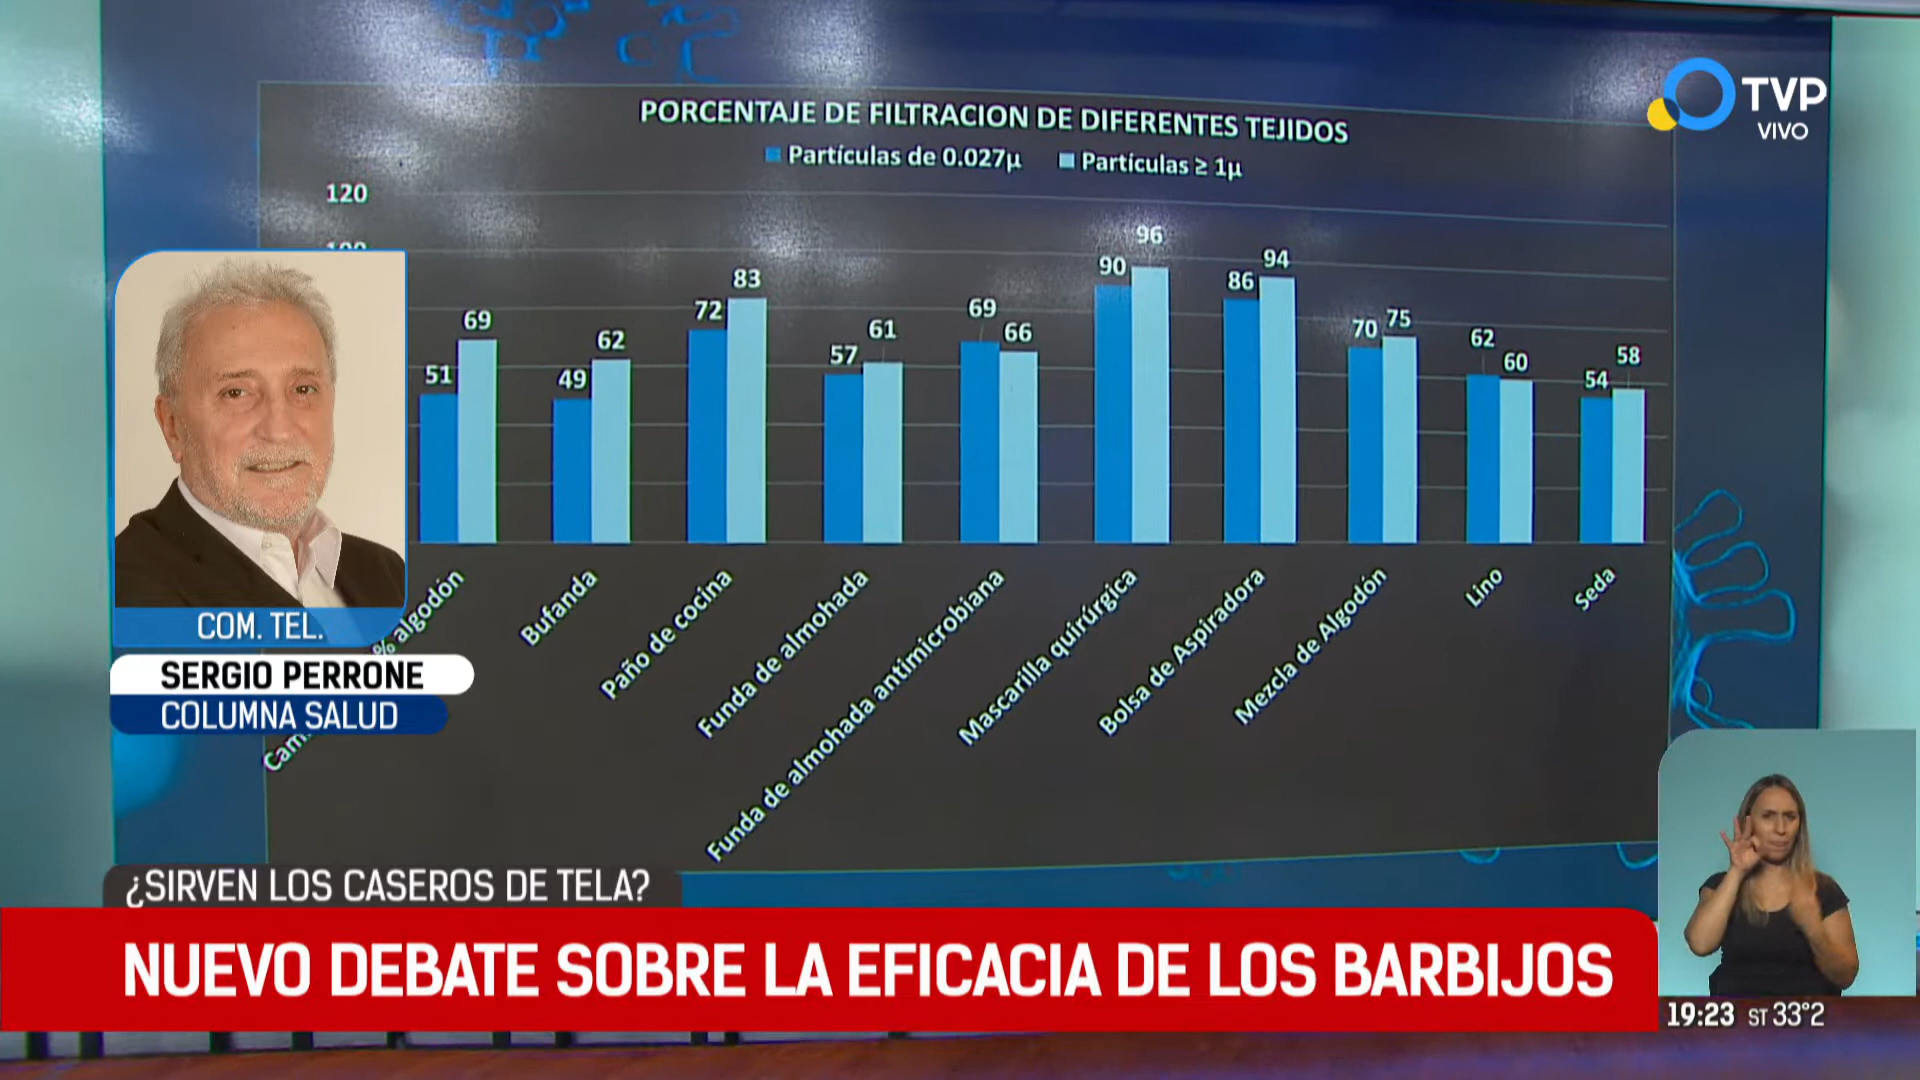 TVP
VIVO
PORCENTAJE DE FILTRACION DE DIFERENTES TEJIDOS
Partículas de 0.027µ Partículas ≥ 1µ
120
100
51 69 49 62 72 83 57 61 69 66 90 96 86 94 70 75 62 60 54 58
% algodón
Bufanda
Paño de cocina
Funda de almohada
Funda de almohada antimicrobiana
Mascarilla quirúrgica
Bolsa de Aspiradora
Mezcla de Algodón
Lino
Seda
COM. TEL.
SERGIO PERRONE
COLUMNA SALUD
¿SIRVEN LOS CASEROS DE TELA?
NUEVO DEBATE SOBRE LA EFICACIA DE LOS BARBIJOS
19:23 ST 33°2